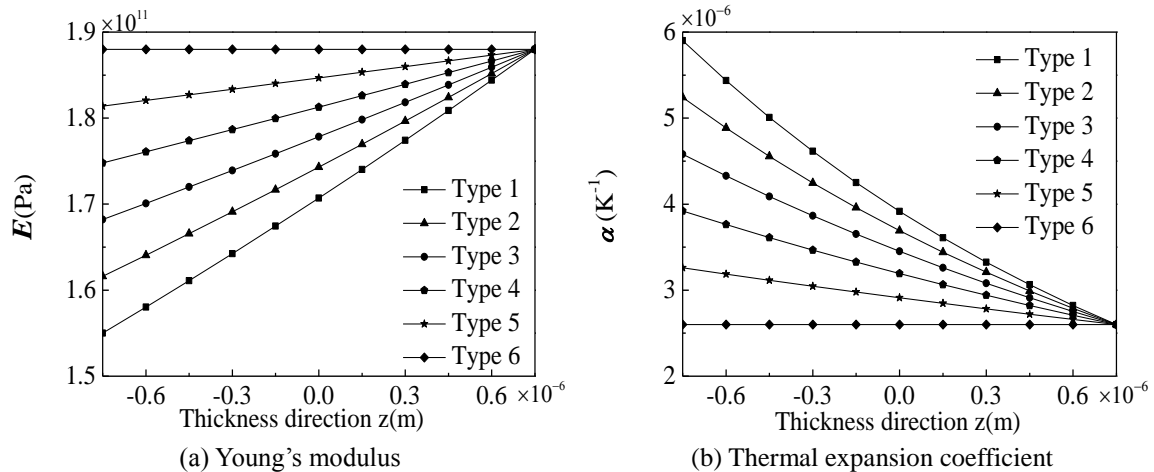 1.9 ×10¹¹
1.8
1.7
1.6
1.5
E(Pa)
Type 1
Type 2
Type 3
Type 4
Type 5
Type 6
-0.6 -0.3 0.0 0.3 0.6 ×10⁻⁶
Thickness direction z(m)
(a) Young's modulus
6 ×10⁻⁶
5
4
3
2
α (K⁻¹)
Type 1
Type 2
Type 3
Type 4
Type 5
Type 6
-0.6 -0.3 0.0 0.3 0.6 ×10⁻⁶
Thickness direction z(m)
(b) Thermal expansion coefficient